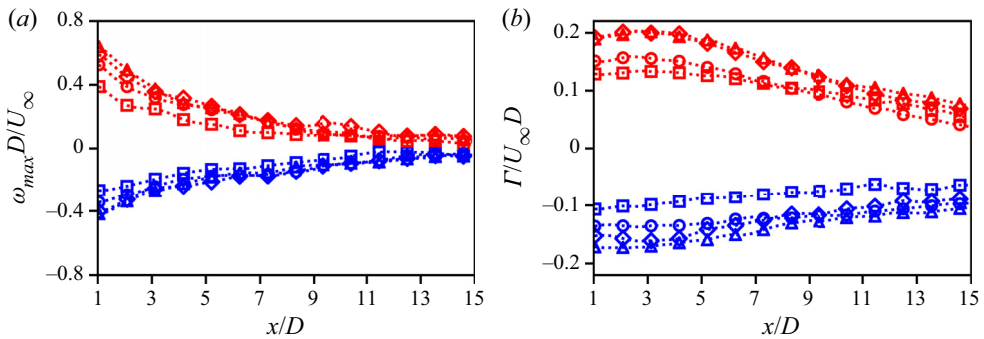 (a)
0.8
0.4
0
–0.4
–0.8
ω_max D/U_∞
1 3 5 7 9 11 13 15
x/D
(b)
0.2
0.1
0
–0.1
–0.2
Γ/U_∞D
1 3 5 7 9 11 13 15
x/D